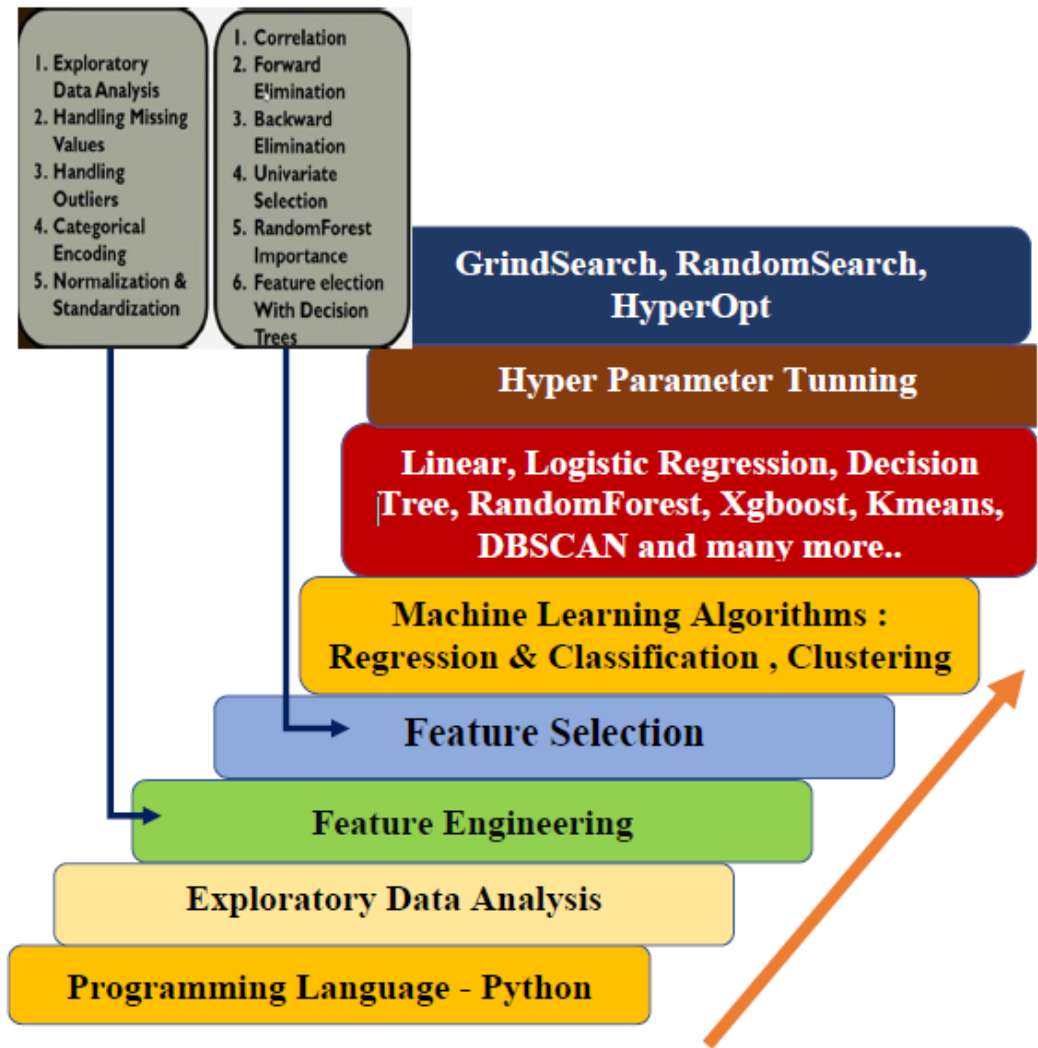 1. Exploratory
Data Analysis
2. Handling Missing
Values
3. Handling
Outliers
4. Categorical
Encoding
5. Normalization &
Standardization
1. Correlation
2. Forward
Elimination
3. Backward
Elimination
4. Univariate
Selection
5. RandomForest
Importance
6. Feature election
With Decision
Trees
GrindSearch, RandomSearch,
HyperOpt
Hyper Parameter Tunning
Linear, Logistic Regression, Decision
Tree, RandomForest, Xgboost, Kmeans,
DBSCAN and many more..
Machine Learning Algorithms :
Regression & Classification , Clustering
Feature Selection
Feature Engineering
Exploratory Data Analysis
Programming Language - Python